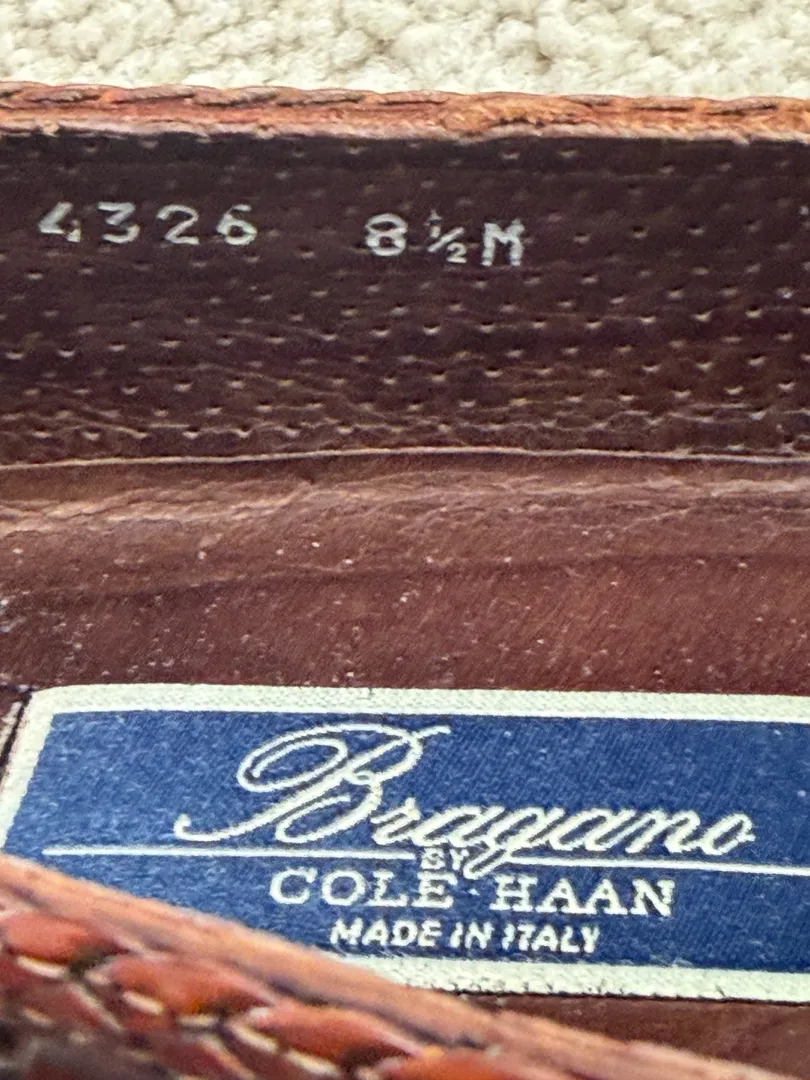 4326 8½M
Bragano
BY
COLE·HAAN
MADE IN ITALY